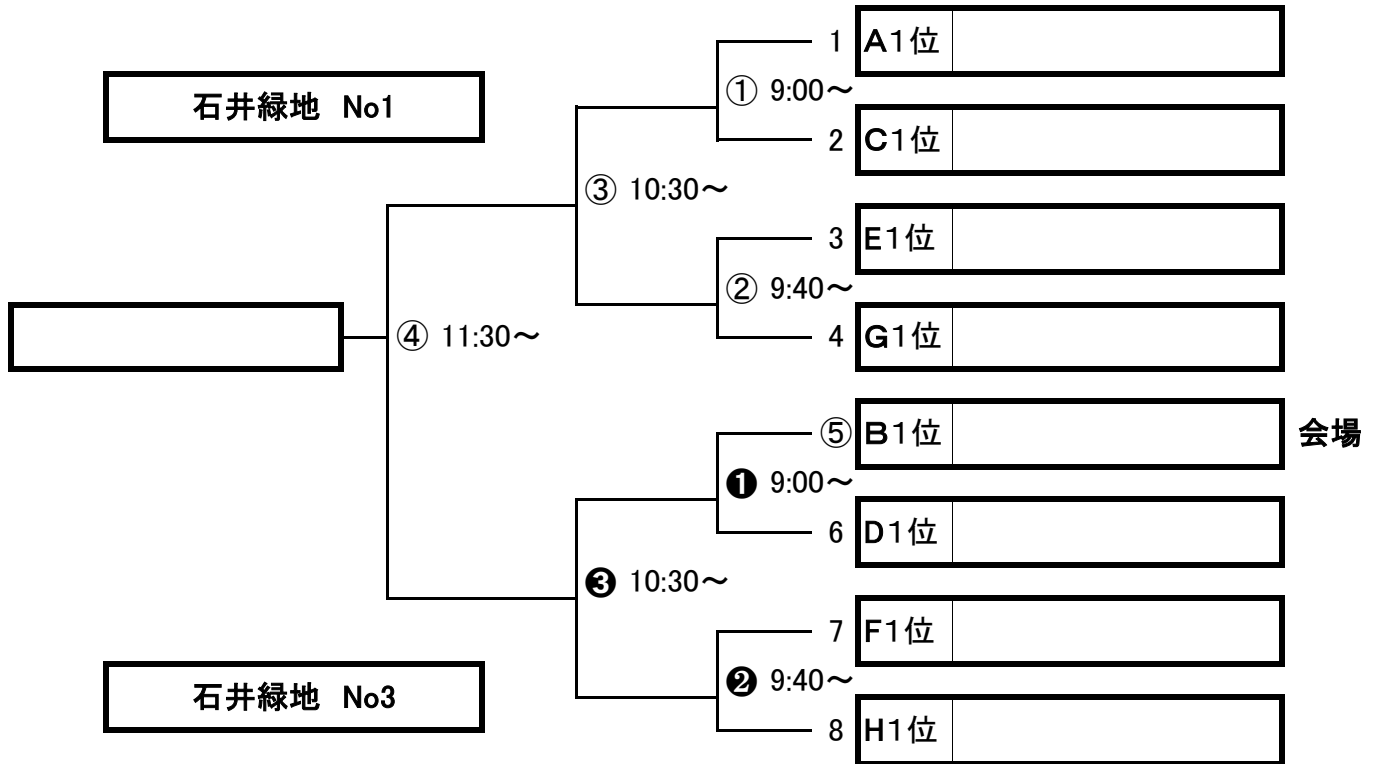 1 A1位
石井緑地 No1
① 9:00～
2 C1位
③ 10:30～
3 E1位
② 9:40～
④ 11:30～
4 G1位
⑤ B1位 会場
❶ 9:00～
6 D1位
❸ 10:30～
7 F1位
石井緑地 No3
❷ 9:40～
8 H1位